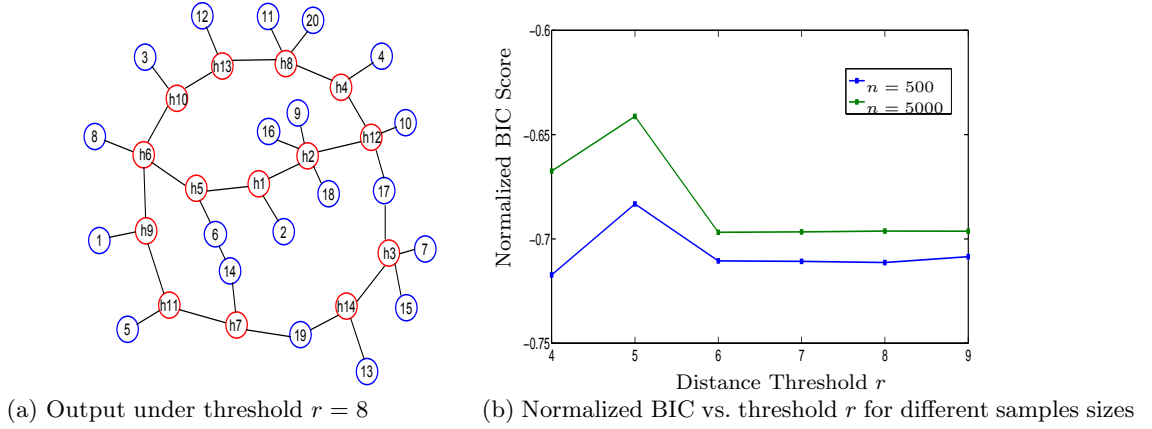 12
11
20
3
h13
h8
4
h10
h4
9
16
10
h12
8
h6
h2
h5
h1
18
17
6
2
h9
1
h3
7
14
h11
h14
15
5
h7
19
13
(a) Output under threshold r = 8
Normalized BIC Score
−0.6
−0.65
−0.7
−0.75
n = 500
n = 5000
4 5 6 7 8 9
Distance Threshold r
(b) Normalized BIC vs. threshold r for different samples sizes